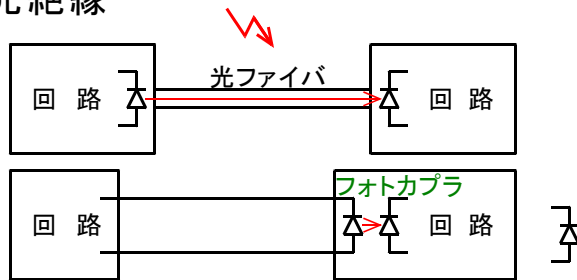 光絶縁
光ファイバ
回 路
回 路
フォトカプラ
回 路
回 路